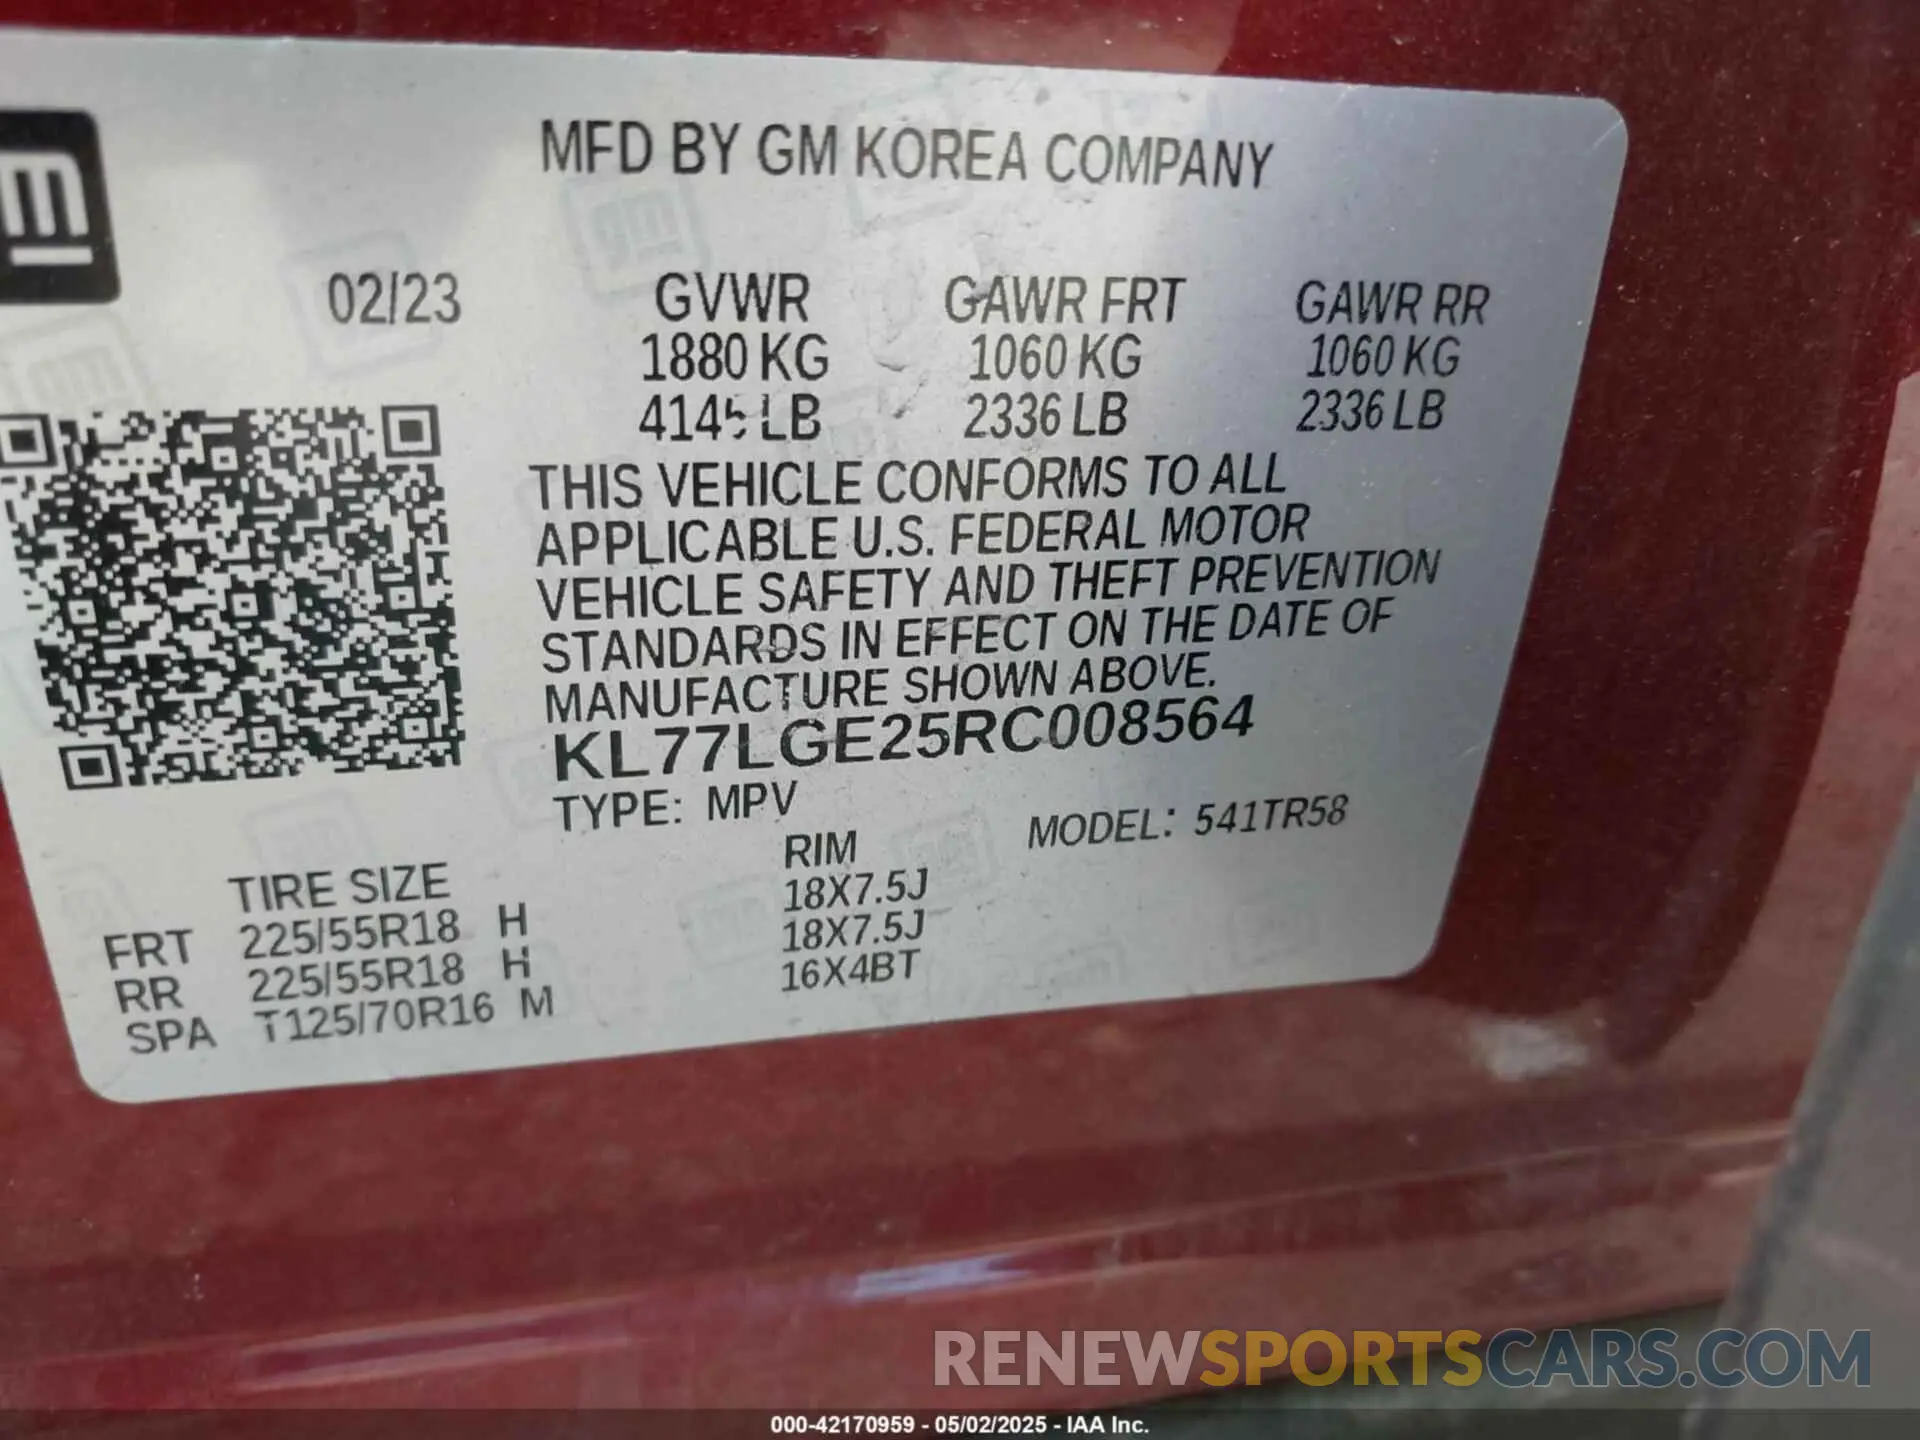 MFD BY GM KOREA COMPANY
02/23 GVWR GAWR FRT GAWR RR
1880 KG 1060 KG 1060 KG
4145 LB 2336 LB 2336 LB
THIS VEHICLE CONFORMS TO ALL
APPLICABLE U.S. FEDERAL MOTOR
VEHICLE SAFETY AND THEFT PREVENTION
STANDARDS IN EFFECT ON THE DATE OF
MANUFACTURE SHOWN ABOVE.
KL77LGE25RC008564
TYPE: MPV MODEL: 541TR58
TIRE SIZE RIM
FRT 225/55R18 H 18X7.5J
RR 225/55R18 H 18X7.5J
SPA T125/70R16 M 16X4BT
RENEWSPORTSCARS.COM
000-42170959 - 05/02/2025 - IAA Inc.